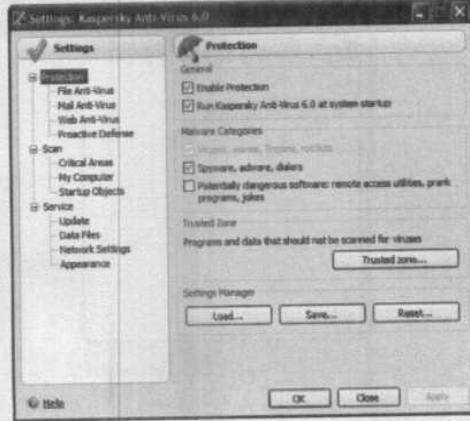 Settings: Kaspersky Anti-Virus 6.0
Settings
Protection
File Anti-Virus
Mail Anti-Virus
Web Anti-Virus
Proactive Defense
Scan
Critical Areas
My Computer
Startup Objects
Service
Update
Data Files
Network Settings
Appearance
Help
Protection
General
Enable Protection
Run Kaspersky Anti-Virus 6.0 at system startup
Malware Categories
Viruses, worms, Trojans, rootkits
Spyware, adware, dialers
Potentially dangerous software: remote access utilities, prank
programs, jokes
Trusted Zone
Programs and data that should not be scanned for viruses
Trusted zone...
Settings Manager
Load...
Save...
Reset...
OK
Close
Apply